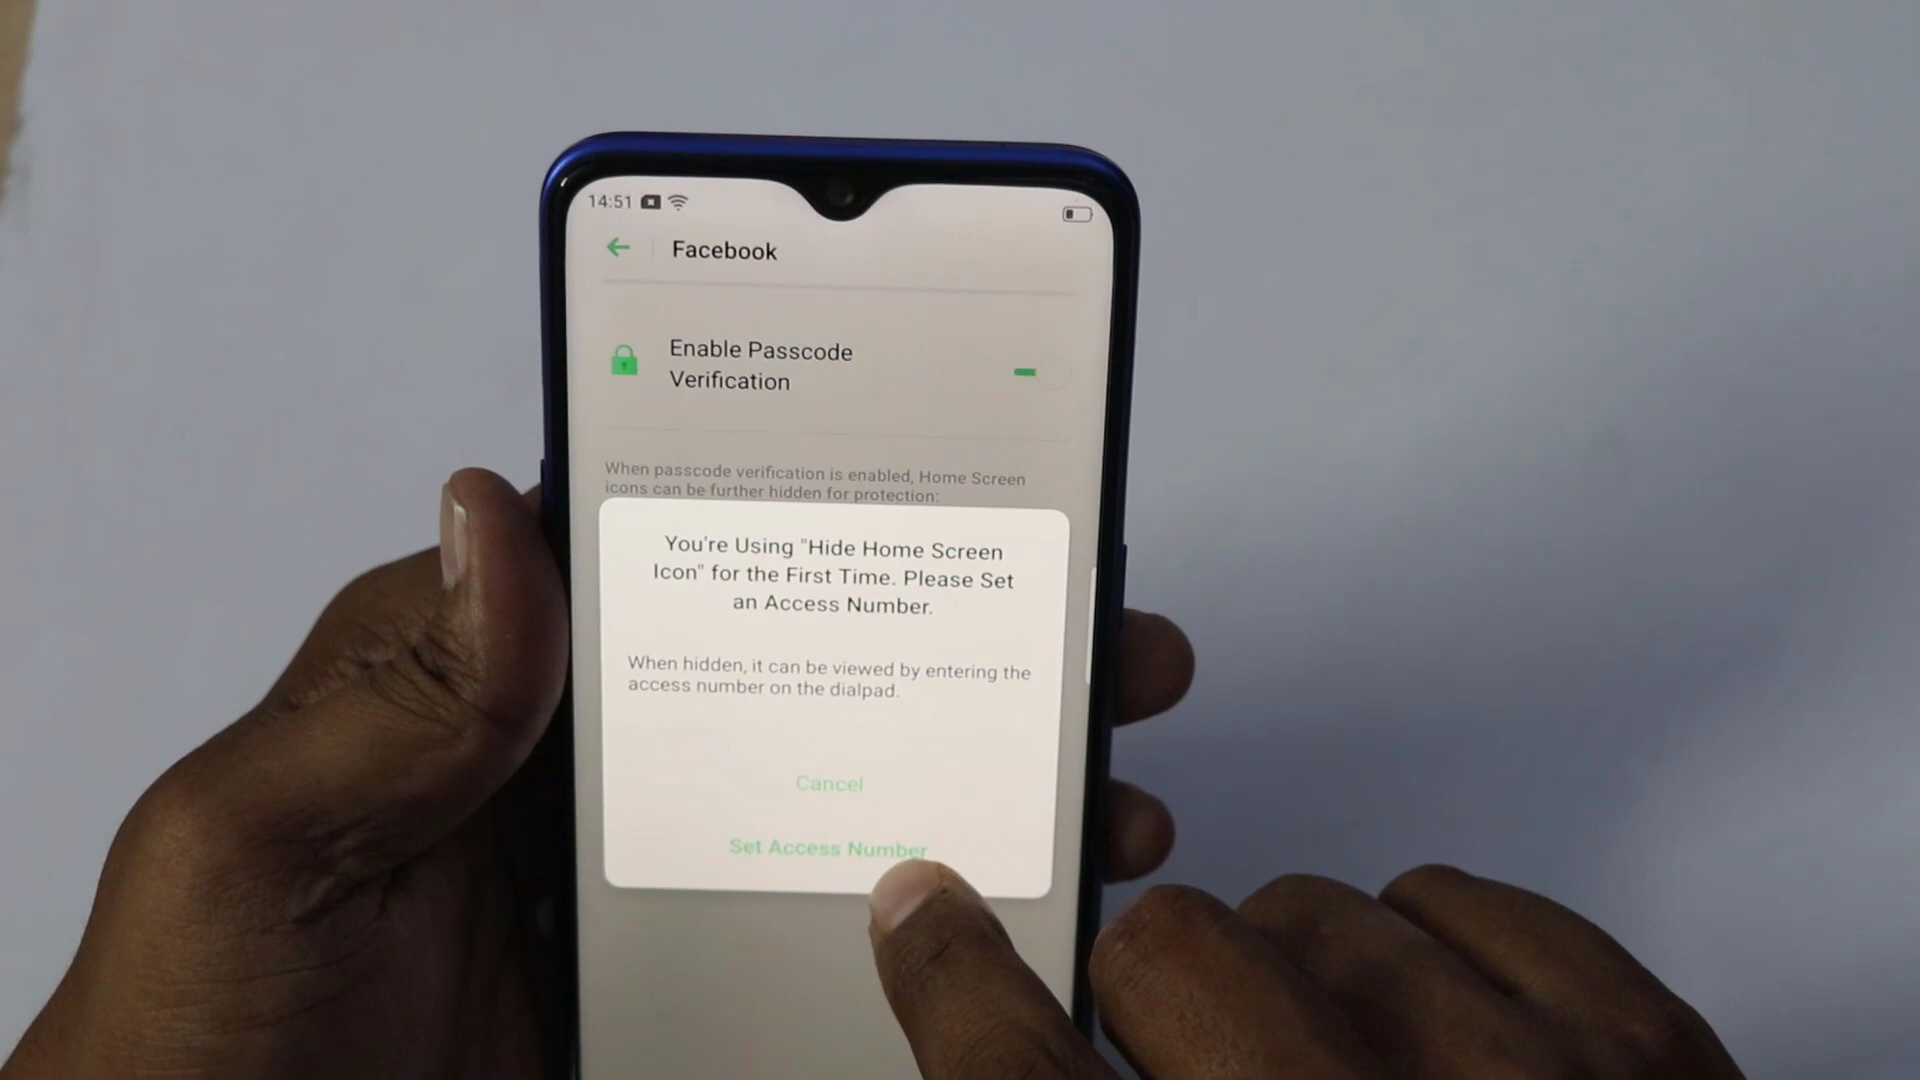 14:51
Facebook
Enable Passcode
Verification
When passcode verification is enabled, Home Screen
icons can be further hidden for protection:
You're Using "Hide Home Screen
Icon" for the First Time. Please Set
an Access Number.
When hidden, it can be viewed by entering the
access number on the dialpad.
Cancel
Set Access Number